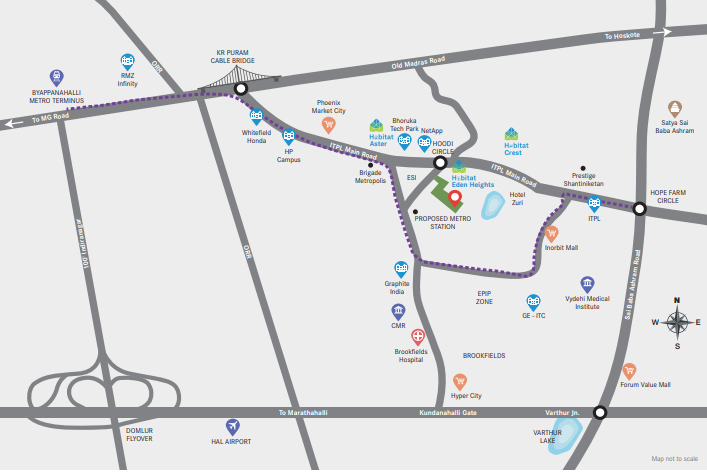 To Hoskote
KR PURAM
CABLE BRIDGE
Old Madras Road
ORR
RMZ
Infinity
BYAPPANAHALLI
METRO TERMINUS
To MG Road
Phoenix
Market City
Whitefield
Honda
HP
Campus
ITPL Main Road
Habitat
Aster
Bhoruka
Tech Park
NetApp
HOODI
CIRCLE
Habitat
Crest
Satya Sai
Baba Ashram
Brigade
Metropolis
ESI
Habitat
Eden Heights
ITPL Main Road
Prestige
Shantiniketan
Hotel
Zuri
ITPL
HOPE FARM
CIRCLE
PROPOSED METRO
STATION
Inorbit Mall
100 Ft
ORR
Sai Baba Ashram Road
Graphite
India
EPIP
ZONE
GE - ITC
Vydehi Medical
Institute
CMR
N
W
E
S
Brookfields
Hospital
BROOKFIELDS
Hyper City
Forum Value Mall
To Marathahalli
Kundanahalli Gate
Varthur Jn.
DOMLUR
FLYOVER
HAL AIRPORT
VARTHUR
LAKE
Map not to scale